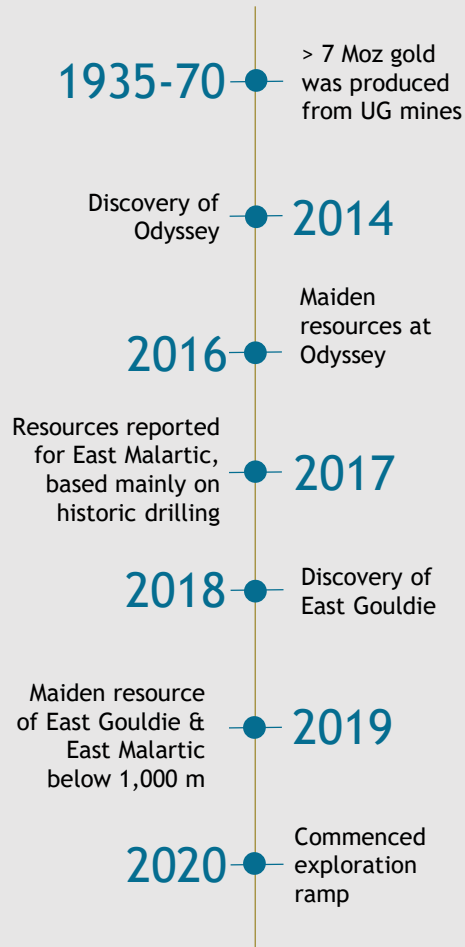 1935-70
> 7 Moz gold
was produced
from UG mines
Discovery of
Odyssey
2014
2016
Maiden
resources at
Odyssey
Resources reported
for East Malartic,
based mainly on
historic drilling
2017
2018
Discovery of
East Gouldie
Maiden resource
of East Gouldie &
East Malartic
below 1,000 m
2019
2020
Commenced
exploration
ramp